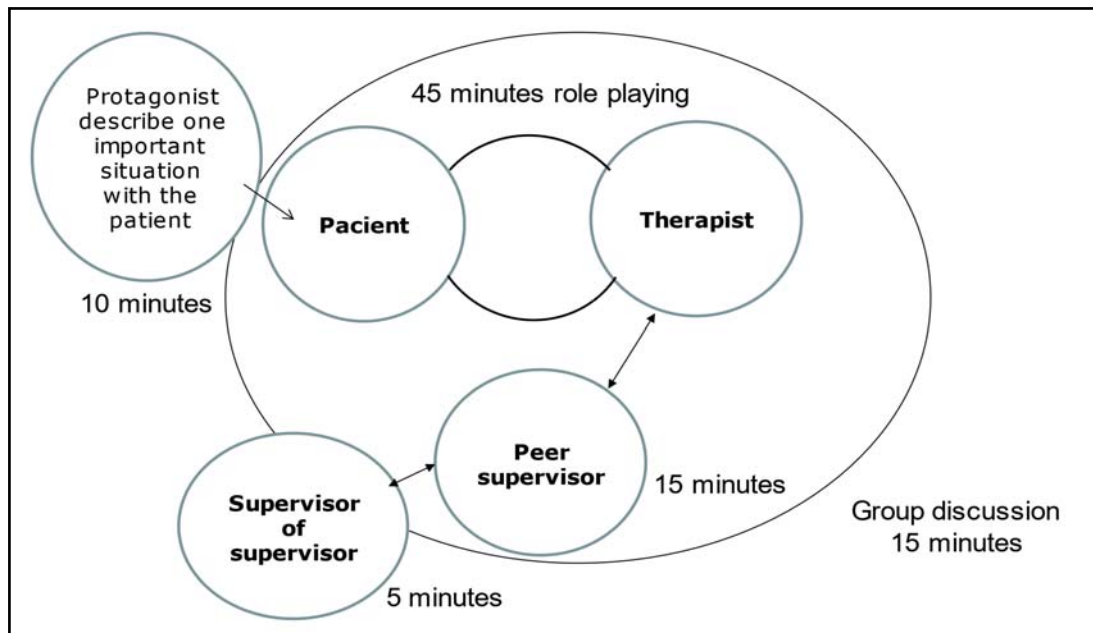 Protagonist
describe one
important
situation
with the
patient
10 minutes
45 minutes role playing
Pacient
Therapist
Peer
supervisor
15 minutes
Supervisor
of
supervisor
5 minutes
Group discussion
15 minutes